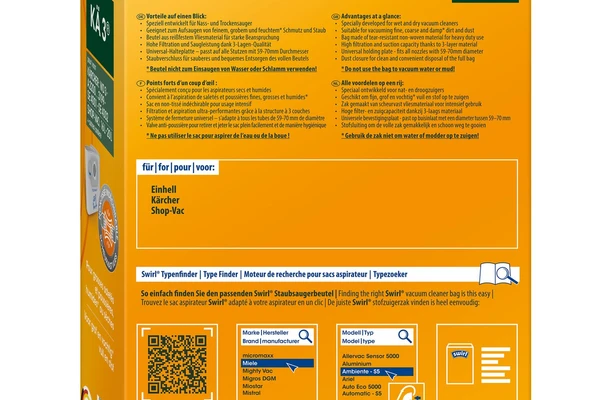 KÄ 3®
Vorteile auf einen Blick:
• Speziell entwickelt für Nass- und Trockensauger
• Geeignet zum Aufsaugen von feinem, grobem und feuchtem* Schmutz und Staub
• Beutel aus reißfestem Vliesmaterial für starke Beanspruchung
• Hohe Filtration und Saugleistung dank 3-Lagen-Qualität
• Universal-Halteplatte – passt auf alle Stutzen mit 59-70mm Durchmesser
• Staubverschluß für sauberes und bequemes Entsorgen des vollen Beutels
* Beutel nicht zum Einsaugen von Wasser oder Schlamm verwenden!
Advantages at a glance:
• Specially developed for wet and dry vacuum cleaners
• Suitable for vacuuming fine, coarse and damp* dirt and dust
• Bag made of tear-resistant non-woven material for heavy duty use
• High filtration and suction capacity thanks to 3-layer material
• Universal holding plate - fits all nozzles with 59-70mm diameter
• Dust closure for clean and convenient disposal of the full bag
* Do not use the bag to vacuum water or mud!
Points forts d'un coup d'œil :
• Spécialement conçu pour les aspirateurs secs et humides
• Convient à l'aspiration de saletés et poussières fines, grosses et humides*
• Sac en non-tissé indéchirable pour usage intensif
• Filtration et aspiration ultra-performantes grâce à la structure à 3 couches
• Système de fermeture universel – s'adapte à tous les tubes de 59-70 mm de diamètre
• Valve anti-poussière pour retirer et jeter le sac plein facilement et de manière hygiénique
* Ne pas utiliser le sac pour aspirer de l'eau ou de la boue !
Alle voordelen op een rij:
• Speciaal ontwikkeld voor nat- en droogzuigers
• Geschikt om fijn, grof en vochtig* vuil en stof op te zuigen
• Zak gemaakt van scheurvast vliesmateriaal voor intensief gebruik
• Hoge filter- en zuigcapaciteit dankzij 3-laags materiaal
• Universele bevestigingsplaat - past op buisstukken met een diameter tussen 59–70 mm
• Stofsluiting om de volle zak gemakkelijk en schoon weg te gooien
* Gebruik de zak niet om water of modder op te zuigen!
für | for | pour | voor:
Einhell
Kärcher
Shop-Vac
Swirl® Typenfinder | Type Finder | Moteur de recherche pour sacs aspirateur | Typezoeker
So einfach finden Sie den passenden Swirl® Staubsaugerbeutel | Finding the right Swirl® vacuum cleaner bag is this easy |
Trouvez le sac aspirateur Swirl® adapté à votre aspirateur en un clic | De juiste Swirl® stofzuigerzak vinden is heel eenvoudig:
Marke | Hersteller
Brand | manufacturer
micromaxx
Miele
Mighty Vac
Migros DGM
Miostar
Mistral
Modell | Typ
Model | type
Altervac Sensor 5000
Aluminium
Ambiente - S5
Ariel
Auto Eco 5000
Automatic - S5
swirl